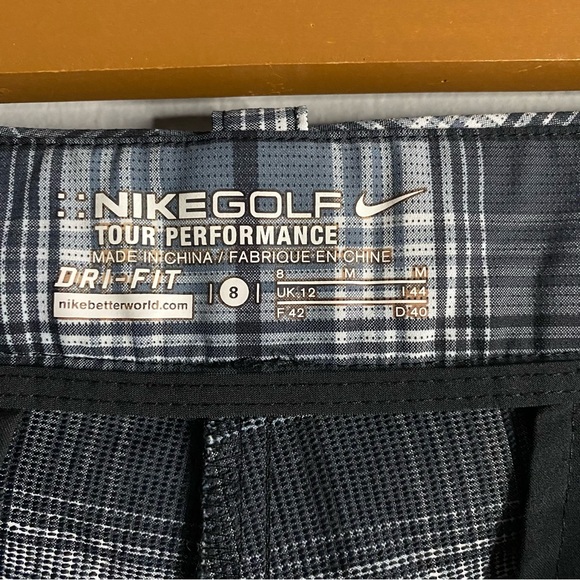 NIKEGOLF
TOUR PERFORMANCE
MADE IN CHINA / FABRIQUE EN CHINE
DRI-FIT
nikebetterworld.com
8
8 M M
UK.12 I.44
F.42 D.40